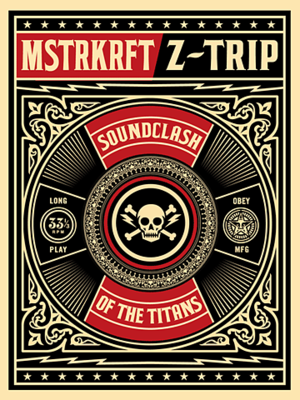 MSTRKRFT Z-TRIP
SOUNDCLASH
LONG
33⅓
RPM
PLAY
OBEY
MFG
OF THE TITANS